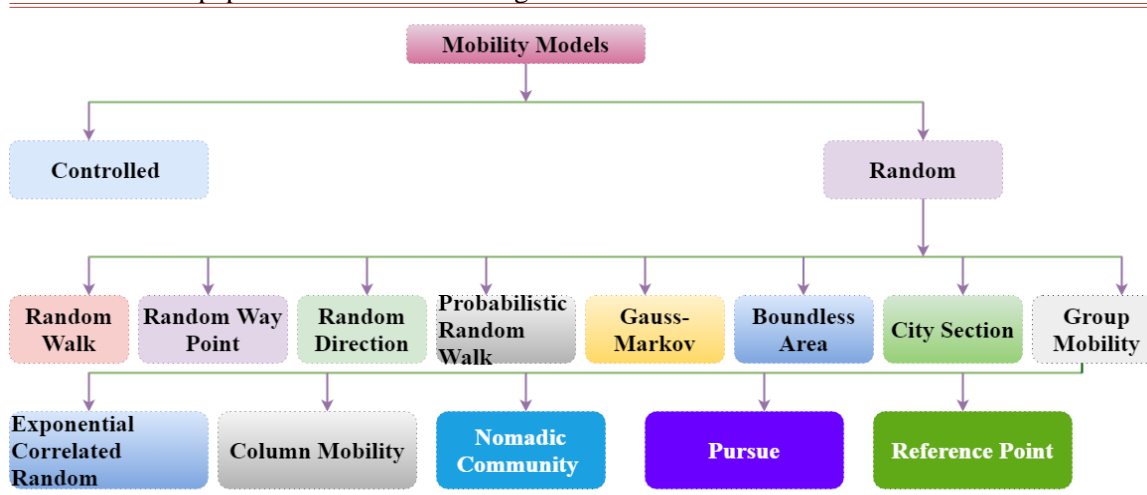 Mobility Models
Controlled
Random
Random
Walk
Random Way
Point
Random
Direction
Probabilistic
Random
Walk
Gauss-
Markov
Boundless
Area
City Section
Group
Mobility
Exponential
Correlated
Random
Column Mobility
Nomadic
Community
Pursue
Reference Point